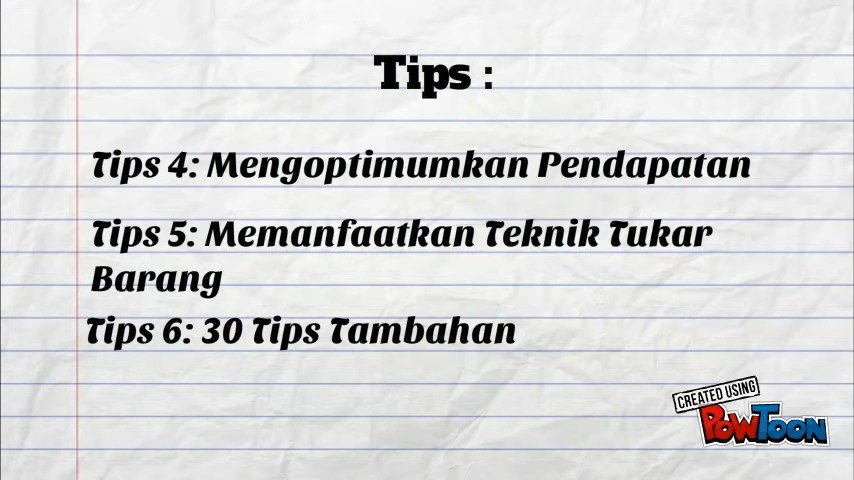 Tips :
Tips 4: Mengoptimumkan Pendapatan
Tips 5: Memanfaatkan Teknik Tukar
Barang
Tips 6: 30 Tips Tambahan
CREATED USING
POWTOON